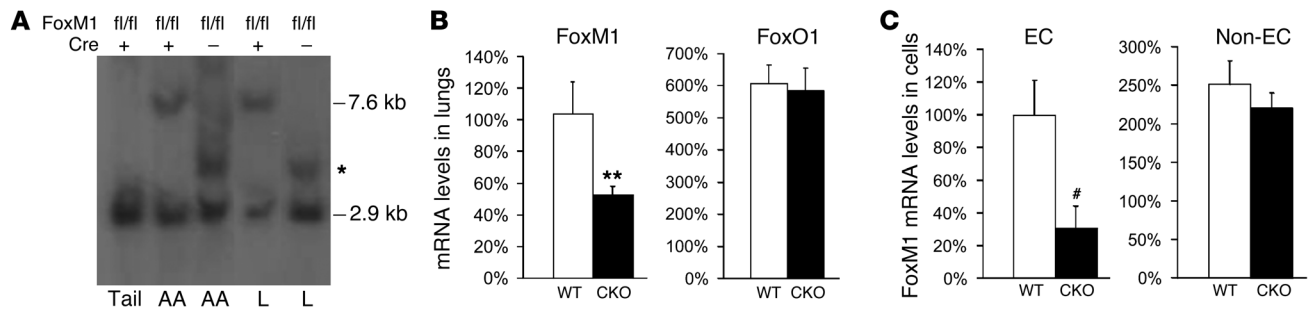 A
FoxM1 fl/fl fl/fl fl/fl fl/fl fl/fl
Cre + + – + –
–7.6 kb
*
–2.9 kb
Tail AA AA L L
B
FoxM1
mRNA levels in lungs
140%
120%
100%
80%
60%
40%
20%
0%
**
WT CKO
FoxO1
700%
600%
500%
400%
300%
200%
100%
0%
WT CKO
C
EC
FoxM1 mRNA levels in cells
140%
120%
100%
80%
60%
40%
20%
0%
#
WT CKO
Non-EC
300%
250%
200%
150%
100%
50%
0%
WT CKO